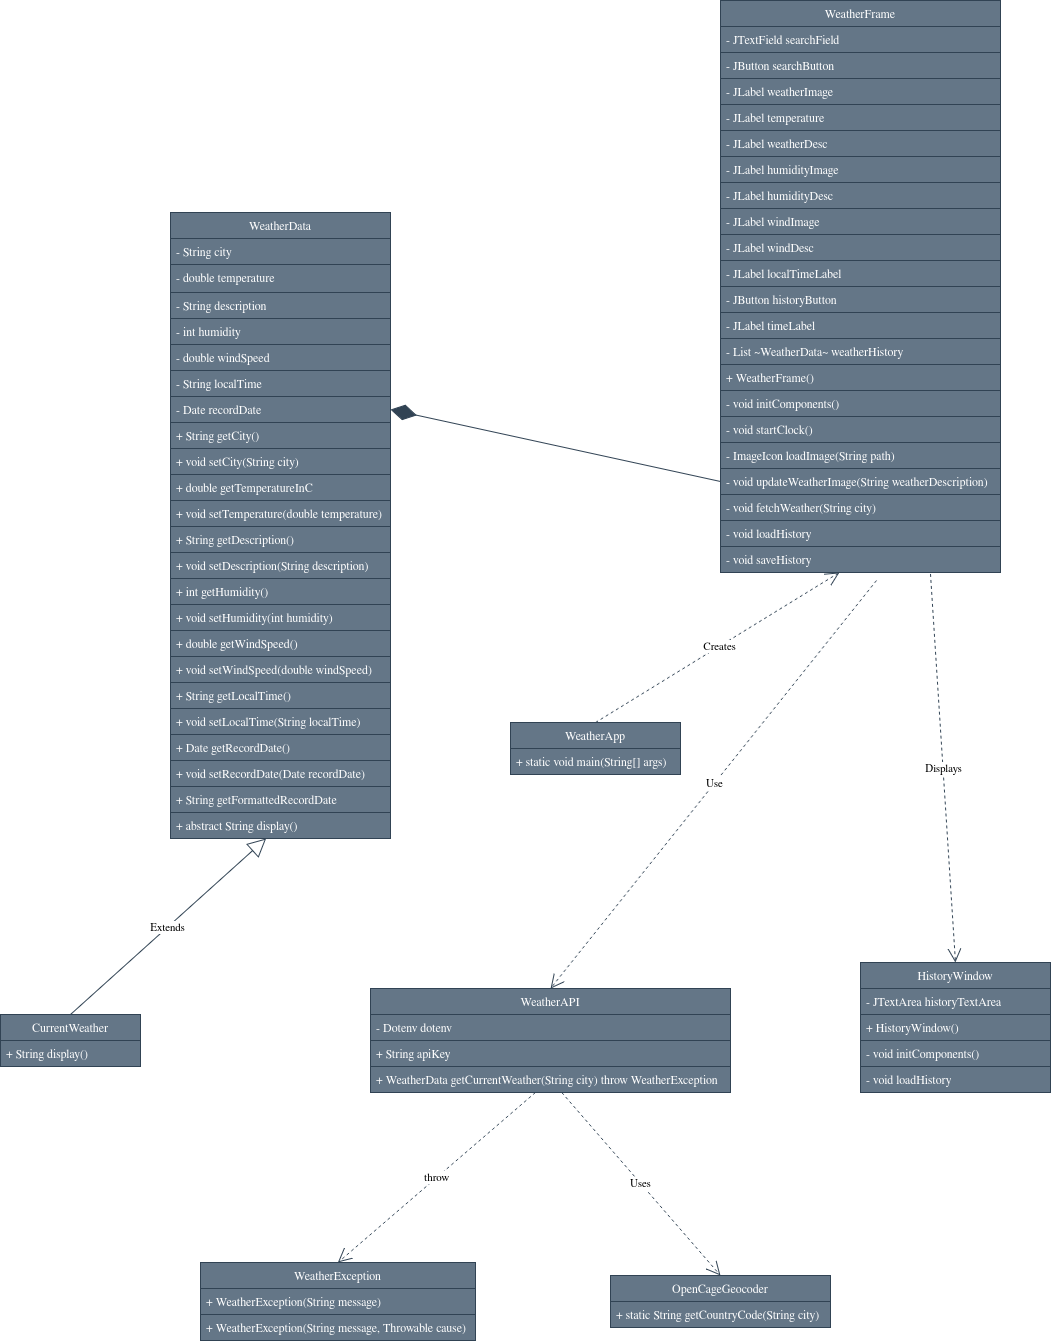 WeatherFrame
- JTextField searchField
- JButton searchButton
- JLabel weatherImage
- JLabel temperature
- JLabel weatherDesc
- JLabel humidityImage
- JLabel humidityDesc
- JLabel windImage
- JLabel windDesc
- JLabel localTimeLabel
- JButton historyButton
- JLabel timeLabel
- List ~WeatherData~ weatherHistory
+ WeatherFrame()
- void initComponents()
- void startClock()
- ImageIcon loadImage(String path)
- void updateWeatherImage(String weatherDescription)
- void fetchWeather(String city)
- void loadHistory
- void saveHistory
WeatherData
- String city
- double temperature
- String description
- int humidity
- double windSpeed
- String localTime
- Date recordDate
+ String getCity()
+ void setCity(String city)
+ double getTemperatureInC
+ void setTemperature(double temperature)
+ String getDescription()
+ void setDescription(String description)
+ int getHumidity()
+ void setHumidity(int humidity)
+ double getWindSpeed()
+ void setWindSpeed(double windSpeed)
+ String getLocalTime()
+ void setLocalTime(String localTime)
+ Date getRecordDate()
+ void setRecordDate(Date recordDate)
+ String getFormattedRecordDate
+ abstract String display()
Creates
WeatherApp
+ static void main(String[] args)
Use
Displays
Extends
CurrentWeather
+ String display()
WeatherAPI
- Dotenv dotenv
+ String apiKey
+ WeatherData getCurrentWeather(String city) throw WeatherException
HistoryWindow
- JTextArea historyTextArea
+ HistoryWindow()
- void initComponents()
- void loadHistory
throw
Uses
WeatherException
+ WeatherException(String message)
+ WeatherException(String message, Throwable cause)
OpenCageGeocoder
+ static String getCountryCode(String city)